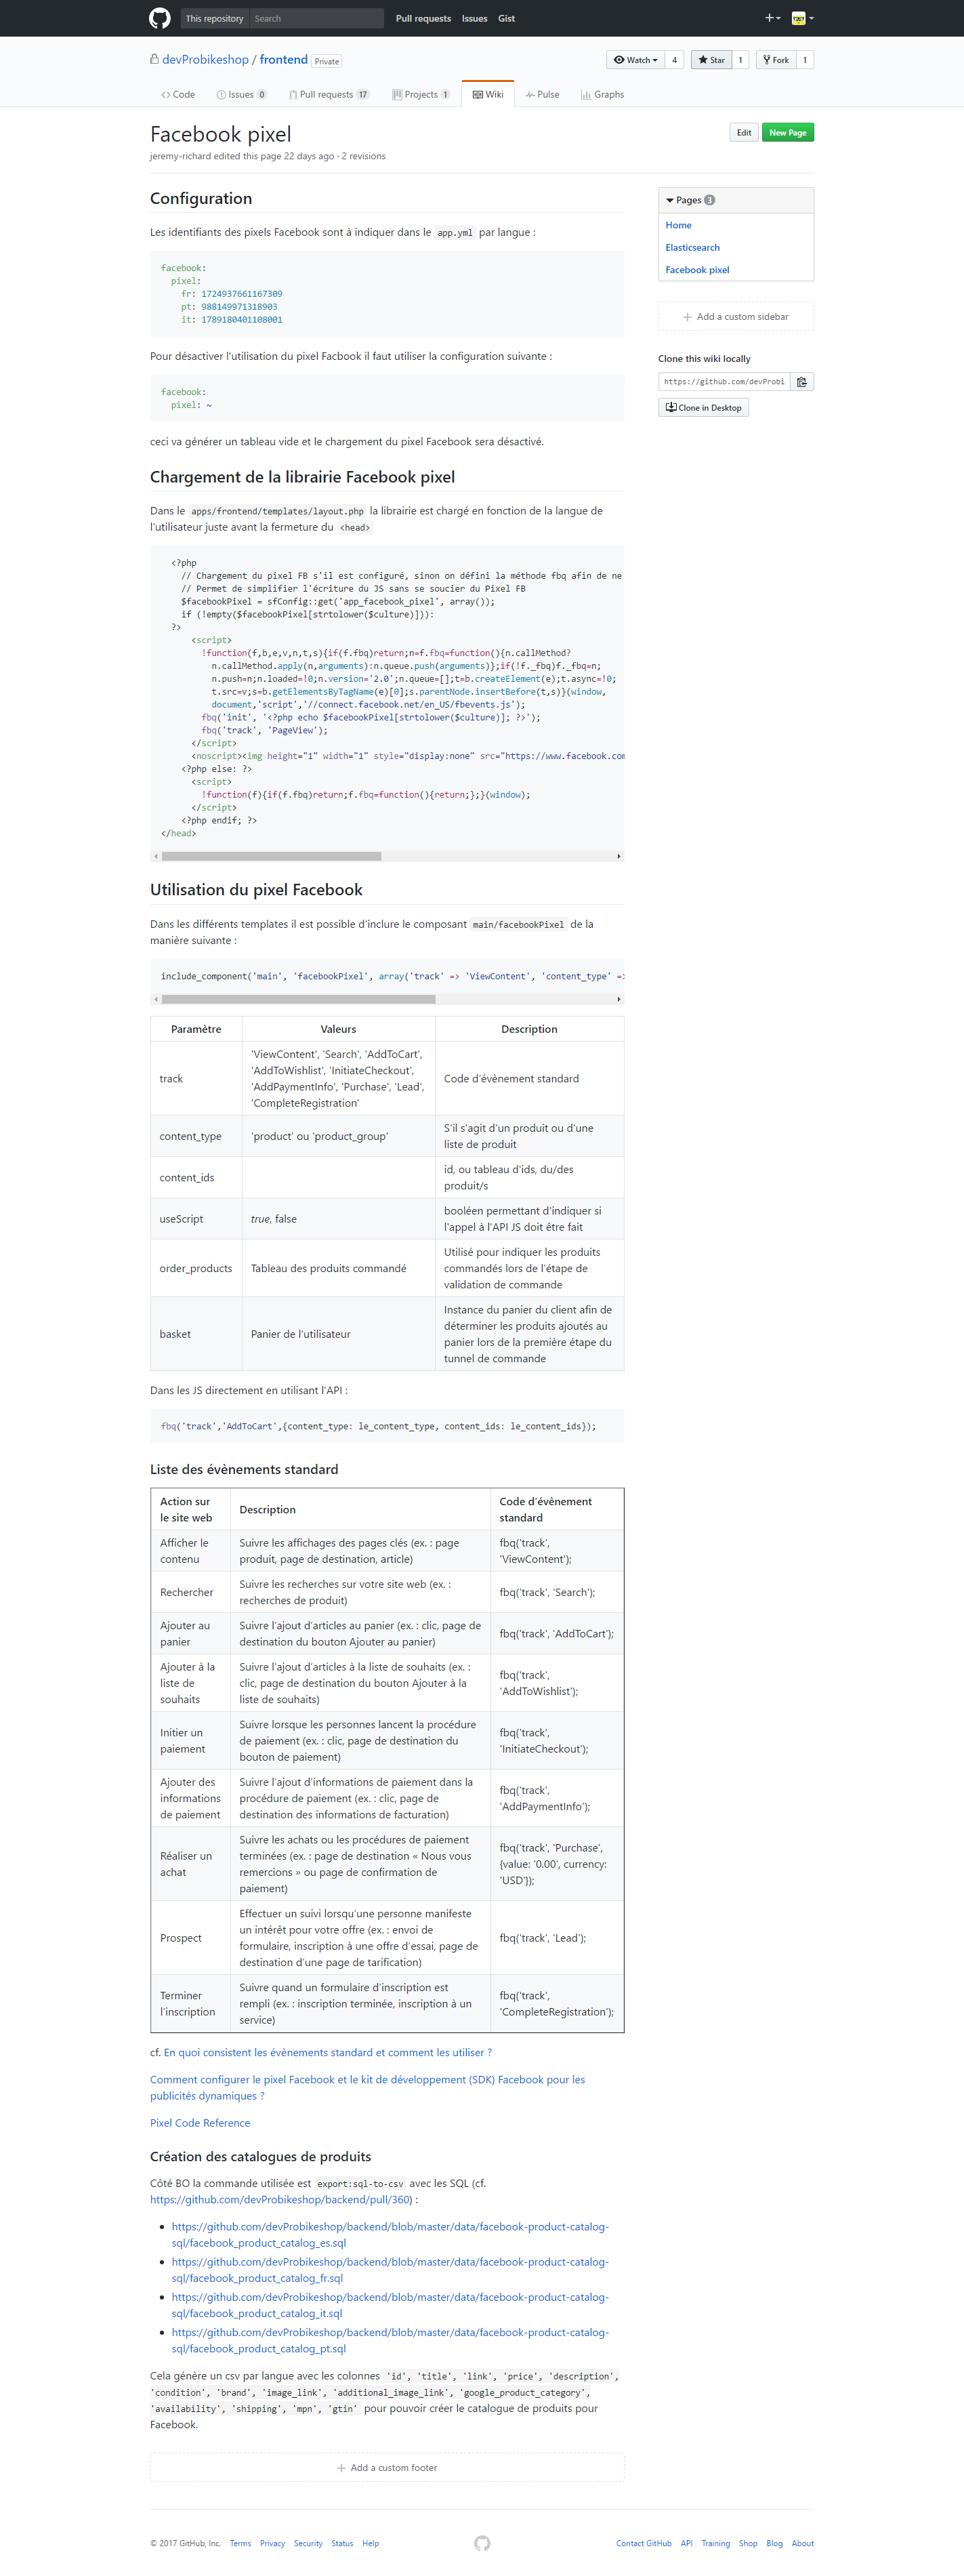 This repository Search Pull requests Issues Gist
devProbikeshop / frontend Private
Watch 4 Star 1 Fork 1
Code Issues 0 Pull requests 17 Projects 1 Wiki Pulse Graphs
Facebook pixel
Edit New Page
jeremy-richard edited this page 22 days ago · 2 revisions
Configuration
Les identifiants des pixels Facebook sont à indiquer dans le app.yml par langue :
facebook:
pixel:
fr: 1724937661167309
pt: 988149971318903
it: 1789180401108001
Pour désactiver l'utilisation du pixel Facbook il faut utiliser la configuration suivante :
facebook:
pixel: ~
ceci va générer un tableau vide et le chargement du pixel Facebook sera désactivé.
Chargement de la librairie Facebook pixel
Dans le apps/frontend/templates/layout.php la librairie est chargé en fonction de la langue de
l'utilisateur juste avant la fermeture du <head>
<?php
// Chargement du pixel FB s'il est configuré, sinon on défini la méthode fbq afin de ne
// Permet de simplifier l'écriture du JS sans se soucier du Pixel FB
$facebookPixel = sfConfig::get('app_facebook_pixel', array());
if (!empty($facebookPixel[strtolower($culture)])):
?>
<script>
!function(f,b,e,v,n,t,s){if(f.fbq)return;n=f.fbq=function(){n.callMethod?
n.callMethod.apply(n,arguments):n.queue.push(arguments)};if(!f._fbq)f._fbq=n;
n.push=n;n.loaded=!0;n.version='2.0';n.queue=[];t=b.createElement(e);t.async=!0;
t.src=v;s=b.getElementsByTagName(e)[0];s.parentNode.insertBefore(t,s)}(window,
document,'script','//connect.facebook.net/en_US/fbevents.js');
fbq('init', '<?php echo $facebookPixel[strtolower($culture)]; ?>');
fbq('track', 'PageView');
</script>
<noscript><img height="1" width="1" style="display:none" src="https://www.facebook.com
<?php else: ?>
<script>
!function(f){if(f.fbq)return;f.fbq=function(){return;};}(window);
</script>
<?php endif; ?>
</head>
Utilisation du pixel Facebook
Dans les différents templates il est possible d'inclure le composant main/facebookPixel de la
manière suivante :
include_component('main', 'facebookPixel', array('track' => 'ViewContent', 'content_type' =>
Paramètre Valeurs Description
track
'ViewContent', 'Search', 'AddToCart',
'AddToWishlist', 'InitiateCheckout',
'AddPaymentInfo', 'Purchase', 'Lead',
'CompleteRegistration'
Code d'évènement standard
content_type 'product' ou 'product_group'
S'il s'agit d'un produit ou d'une
liste de produit
content_ids
id, ou tableau d'ids, du/des
produit/s
useScript true, false
booléen permettant d'indiquer si
l'appel à l'API JS doit être fait
order_products Tableau des produits commandé
Utilisé pour indiquer les produits
commandés lors de l'étape de
validation de commande
basket Panier de l'utilisateur
Instance du panier du client afin de
déterminer les produits ajoutés au
panier lors de la première étape du
tunnel de commande
Dans les JS directement en utilisant l'API :
fbq('track','AddToCart',{content_type: le_content_type, content_ids: le_content_ids});
Liste des évènements standard
Action sur
le site web
Description
Code d'évènement
standard
Afficher le
contenu
Suivre les affichages des pages clés (ex. : page
produit, page de destination, article)
fbq('track',
'ViewContent');
Rechercher
Suivre les recherches sur votre site web (ex. :
recherches de produit)
fbq('track', 'Search');
Ajouter au
panier
Suivre l'ajout d'articles au panier (ex. : clic, page de
destination du bouton Ajouter au panier)
fbq('track', 'AddToCart');
Ajouter à la
liste de
souhaits
Suivre l'ajout d'articles à la liste de souhaits (ex. :
clic, page de destination du bouton Ajouter à la
liste de souhaits)
fbq('track',
'AddToWishlist');
Initier un
paiement
Suivre lorsque les personnes lancent la procédure
de paiement (ex. : clic, page de destination du
bouton de paiement)
fbq('track',
'InitiateCheckout');
Ajouter des
informations
de paiement
Suivre l'ajout d'informations de paiement dans la
procédure de paiement (ex. : clic, page de
destination des informations de facturation)
fbq('track',
'AddPaymentInfo');
Réaliser un
achat
Suivre les achats ou les procédures de paiement
terminées (ex. : page de destination « Nous vous
remercions » ou page de confirmation de
paiement)
fbq('track', 'Purchase',
{value: '0.00', currency:
'USD'});
Prospect
Effectuer un suivi lorsqu'une personne manifeste
un intérêt pour votre offre (ex. : envoi de
formulaire, inscription à une offre d'essai, page de
destination d'une page de tarification)
fbq('track', 'Lead');
Terminer
l'inscription
Suivre quand un formulaire d'inscription est
rempli (ex. : inscription terminée, inscription à un
service)
fbq('track',
'CompleteRegistration');
cf. En quoi consistent les évènements standard et comment les utiliser ?
Comment configurer le pixel Facebook et le kit de développement (SDK) Facebook pour les
publicités dynamiques ?
Pixel Code Reference
Création des catalogues de produits
Côté BO la commande utilisée est export:sql-to-csv avec les SQL (cf.
https://github.com/devProbikeshop/backend/pull/360) :
https://github.com/devProbikeshop/backend/blob/master/data/facebook-product-catalog-
sql/facebook_product_catalog_es.sql
https://github.com/devProbikeshop/backend/blob/master/data/facebook-product-catalog-
sql/facebook_product_catalog_fr.sql
https://github.com/devProbikeshop/backend/blob/master/data/facebook-product-catalog-
sql/facebook_product_catalog_it.sql
https://github.com/devProbikeshop/backend/blob/master/data/facebook-product-catalog-
sql/facebook_product_catalog_pt.sql
Cela génère un csv par langue avec les colonnes 'id', 'title', 'link', 'price', 'description',
'condition', 'brand', 'image_link', 'additional_image_link', 'google_product_category',
'availability', 'shipping', 'mpn', 'gtin' pour pouvoir créer le catalogue de produits pour
Facebook.
Add a custom footer
Pages 3
Home
Elasticsearch
Facebook pixel
Add a custom sidebar
Clone this wiki locally
https://github.com/devProbi
Clone in Desktop
© 2017 GitHub, Inc. Terms Privacy Security Status Help
Contact GitHub API Training Shop Blog About